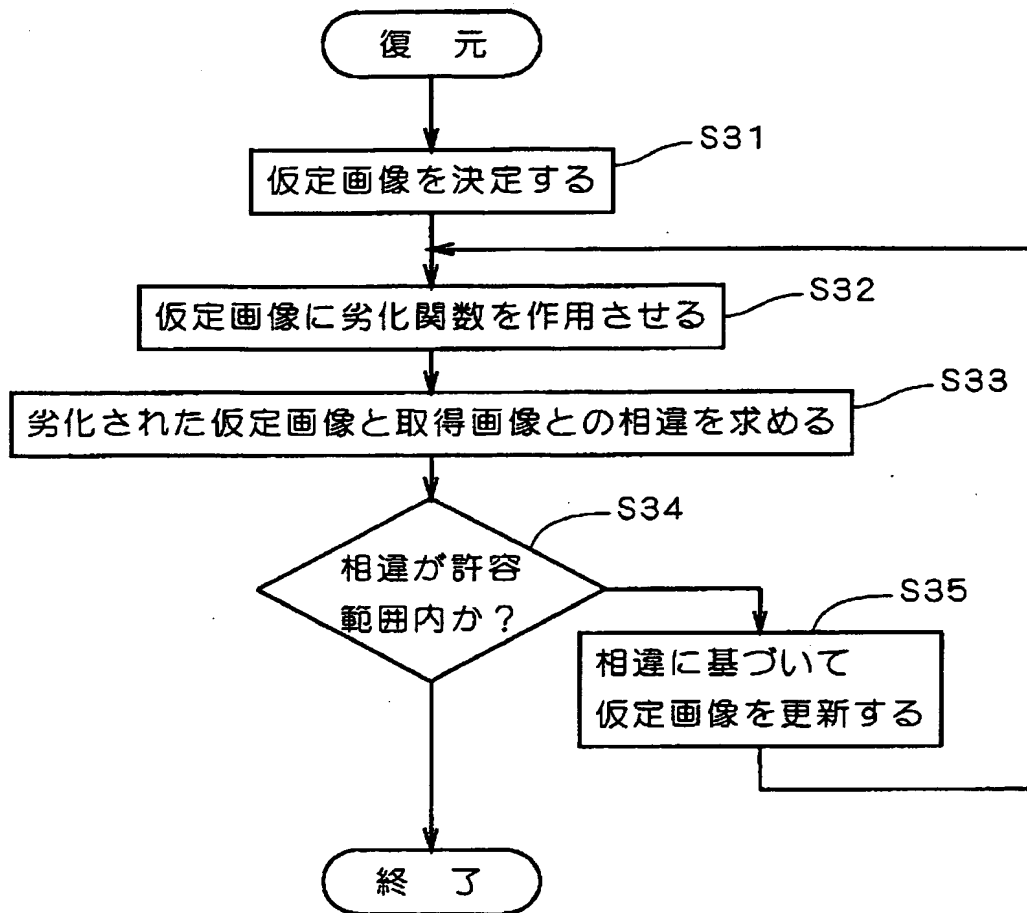 復 元
S31
仮定画像を決定する
S32
仮定画像に劣化関数を作用させる
S33
劣化された仮定画像と取得画像との相違を求める
S34
相違が許容
範囲内か？
S35
相違に基づいて
仮定画像を更新する
終 了